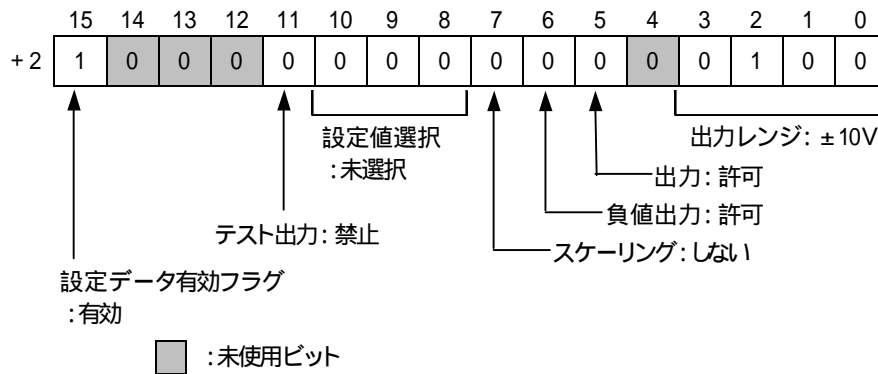 15 14 13 12 11 10 9 8 7 6 5 4 3 2 1 0
+2 1 0 0 0 0 0 0 0 0 0 0 0 0 1 0 0
設定値選択
:未選択
出力レンジ:±10V
出力:許可
負値出力:許可
テスト出力:禁止
スケーリング:しない
設定データ有効フラグ
:有効
:未使用ビット